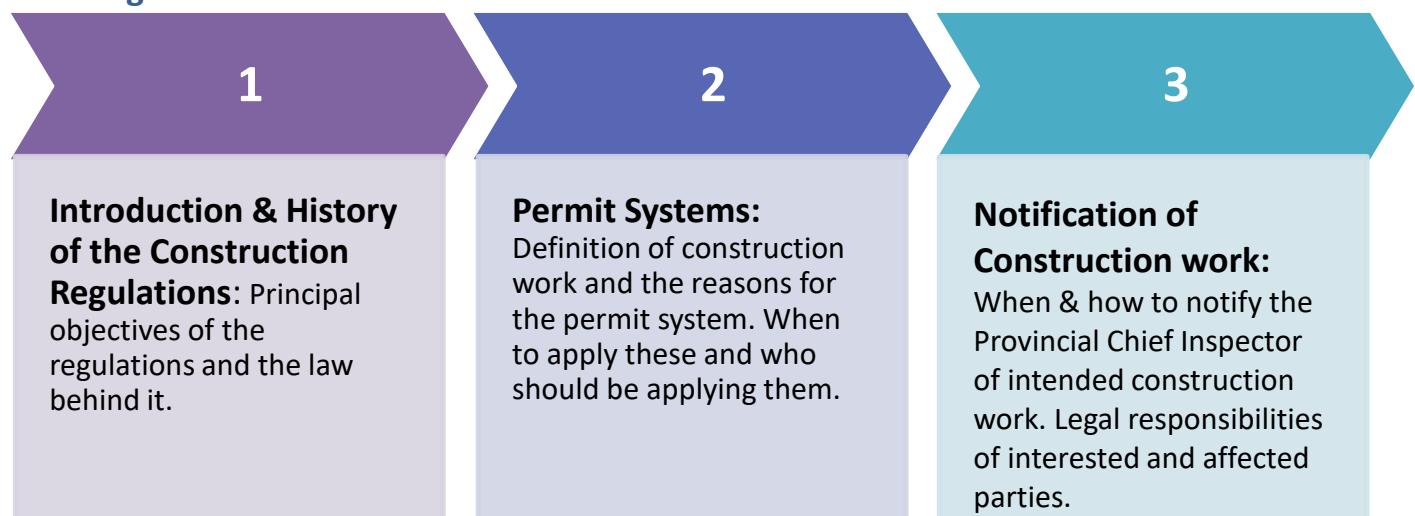 1
Introduction & History
of the Construction
Regulations: Principal
objectives of the
regulations and the law
behind it.
2
Permit Systems:
Definition of construction
work and the reasons for
the permit system. When
to apply these and who
should be applying them.
3
Notification of
Construction work:
When & how to notify the
Provincial Chief Inspector
of intended construction
work. Legal responsibilities
of interested and affected
parties.